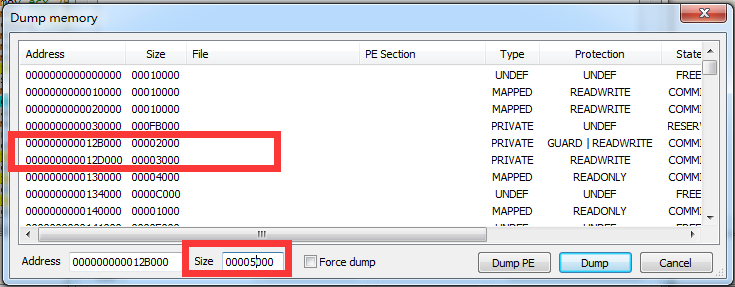 Dump memory
Address Size File PE Section Type Protection State
0000000000000000 00010000 UNDEF UNDEF FREE
0000000000010000 00010000 MAPPED READWRITE COMMI
0000000000020000 00010000 MAPPED READWRITE COMMI
0000000000030000 000FB000 PRIVATE UNDEF RESER
000000000012B000 00002000 PRIVATE GUARD | READWRITE COMMI
000000000012D000 00003000 PRIVATE READWRITE COMMI
0000000000130000 00004000 MAPPED READONLY COMMI
0000000000134000 0000C000 UNDEF UNDEF FREE
0000000000140000 00001000 MAPPED READONLY COMMI
Address 000000000012B000 Size 00005000 Force dump Dump PE Dump Cancel